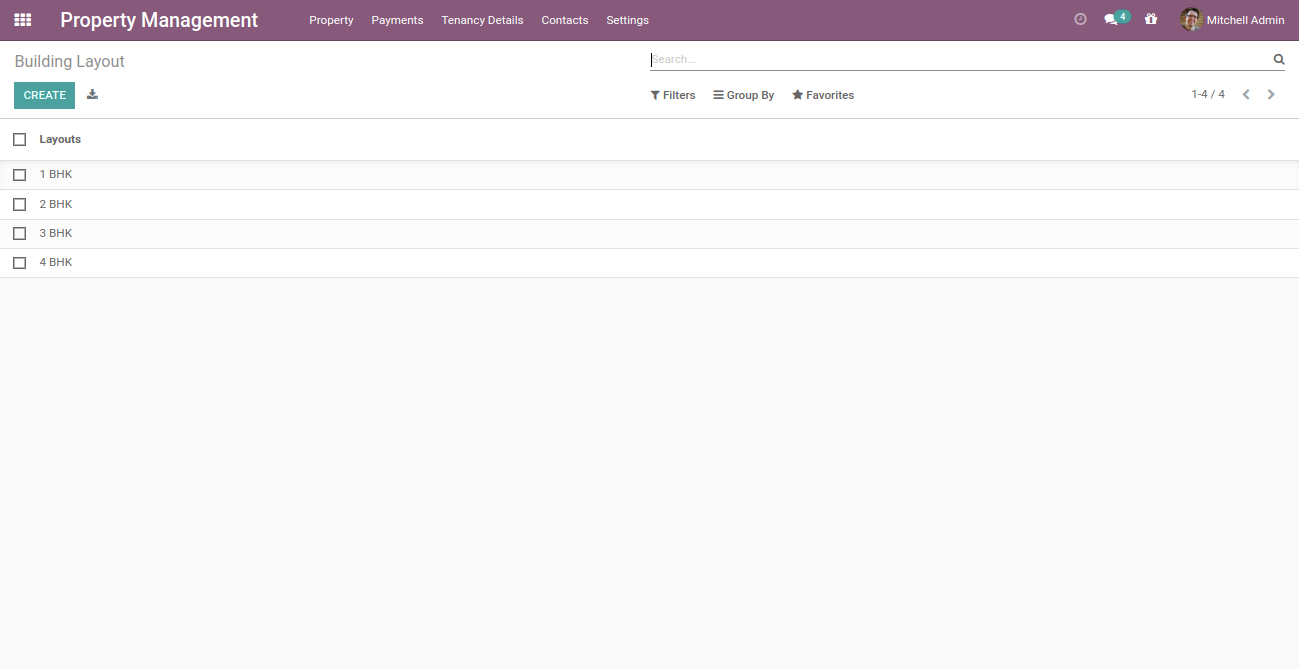 Property Management Property Payments Tenancy Details Contacts Settings 4 Mitchell Admin
Building Layout Search...
CREATE Filters Group By Favorites 1-4 / 4
Layouts
1 BHK
2 BHK
3 BHK
4 BHK